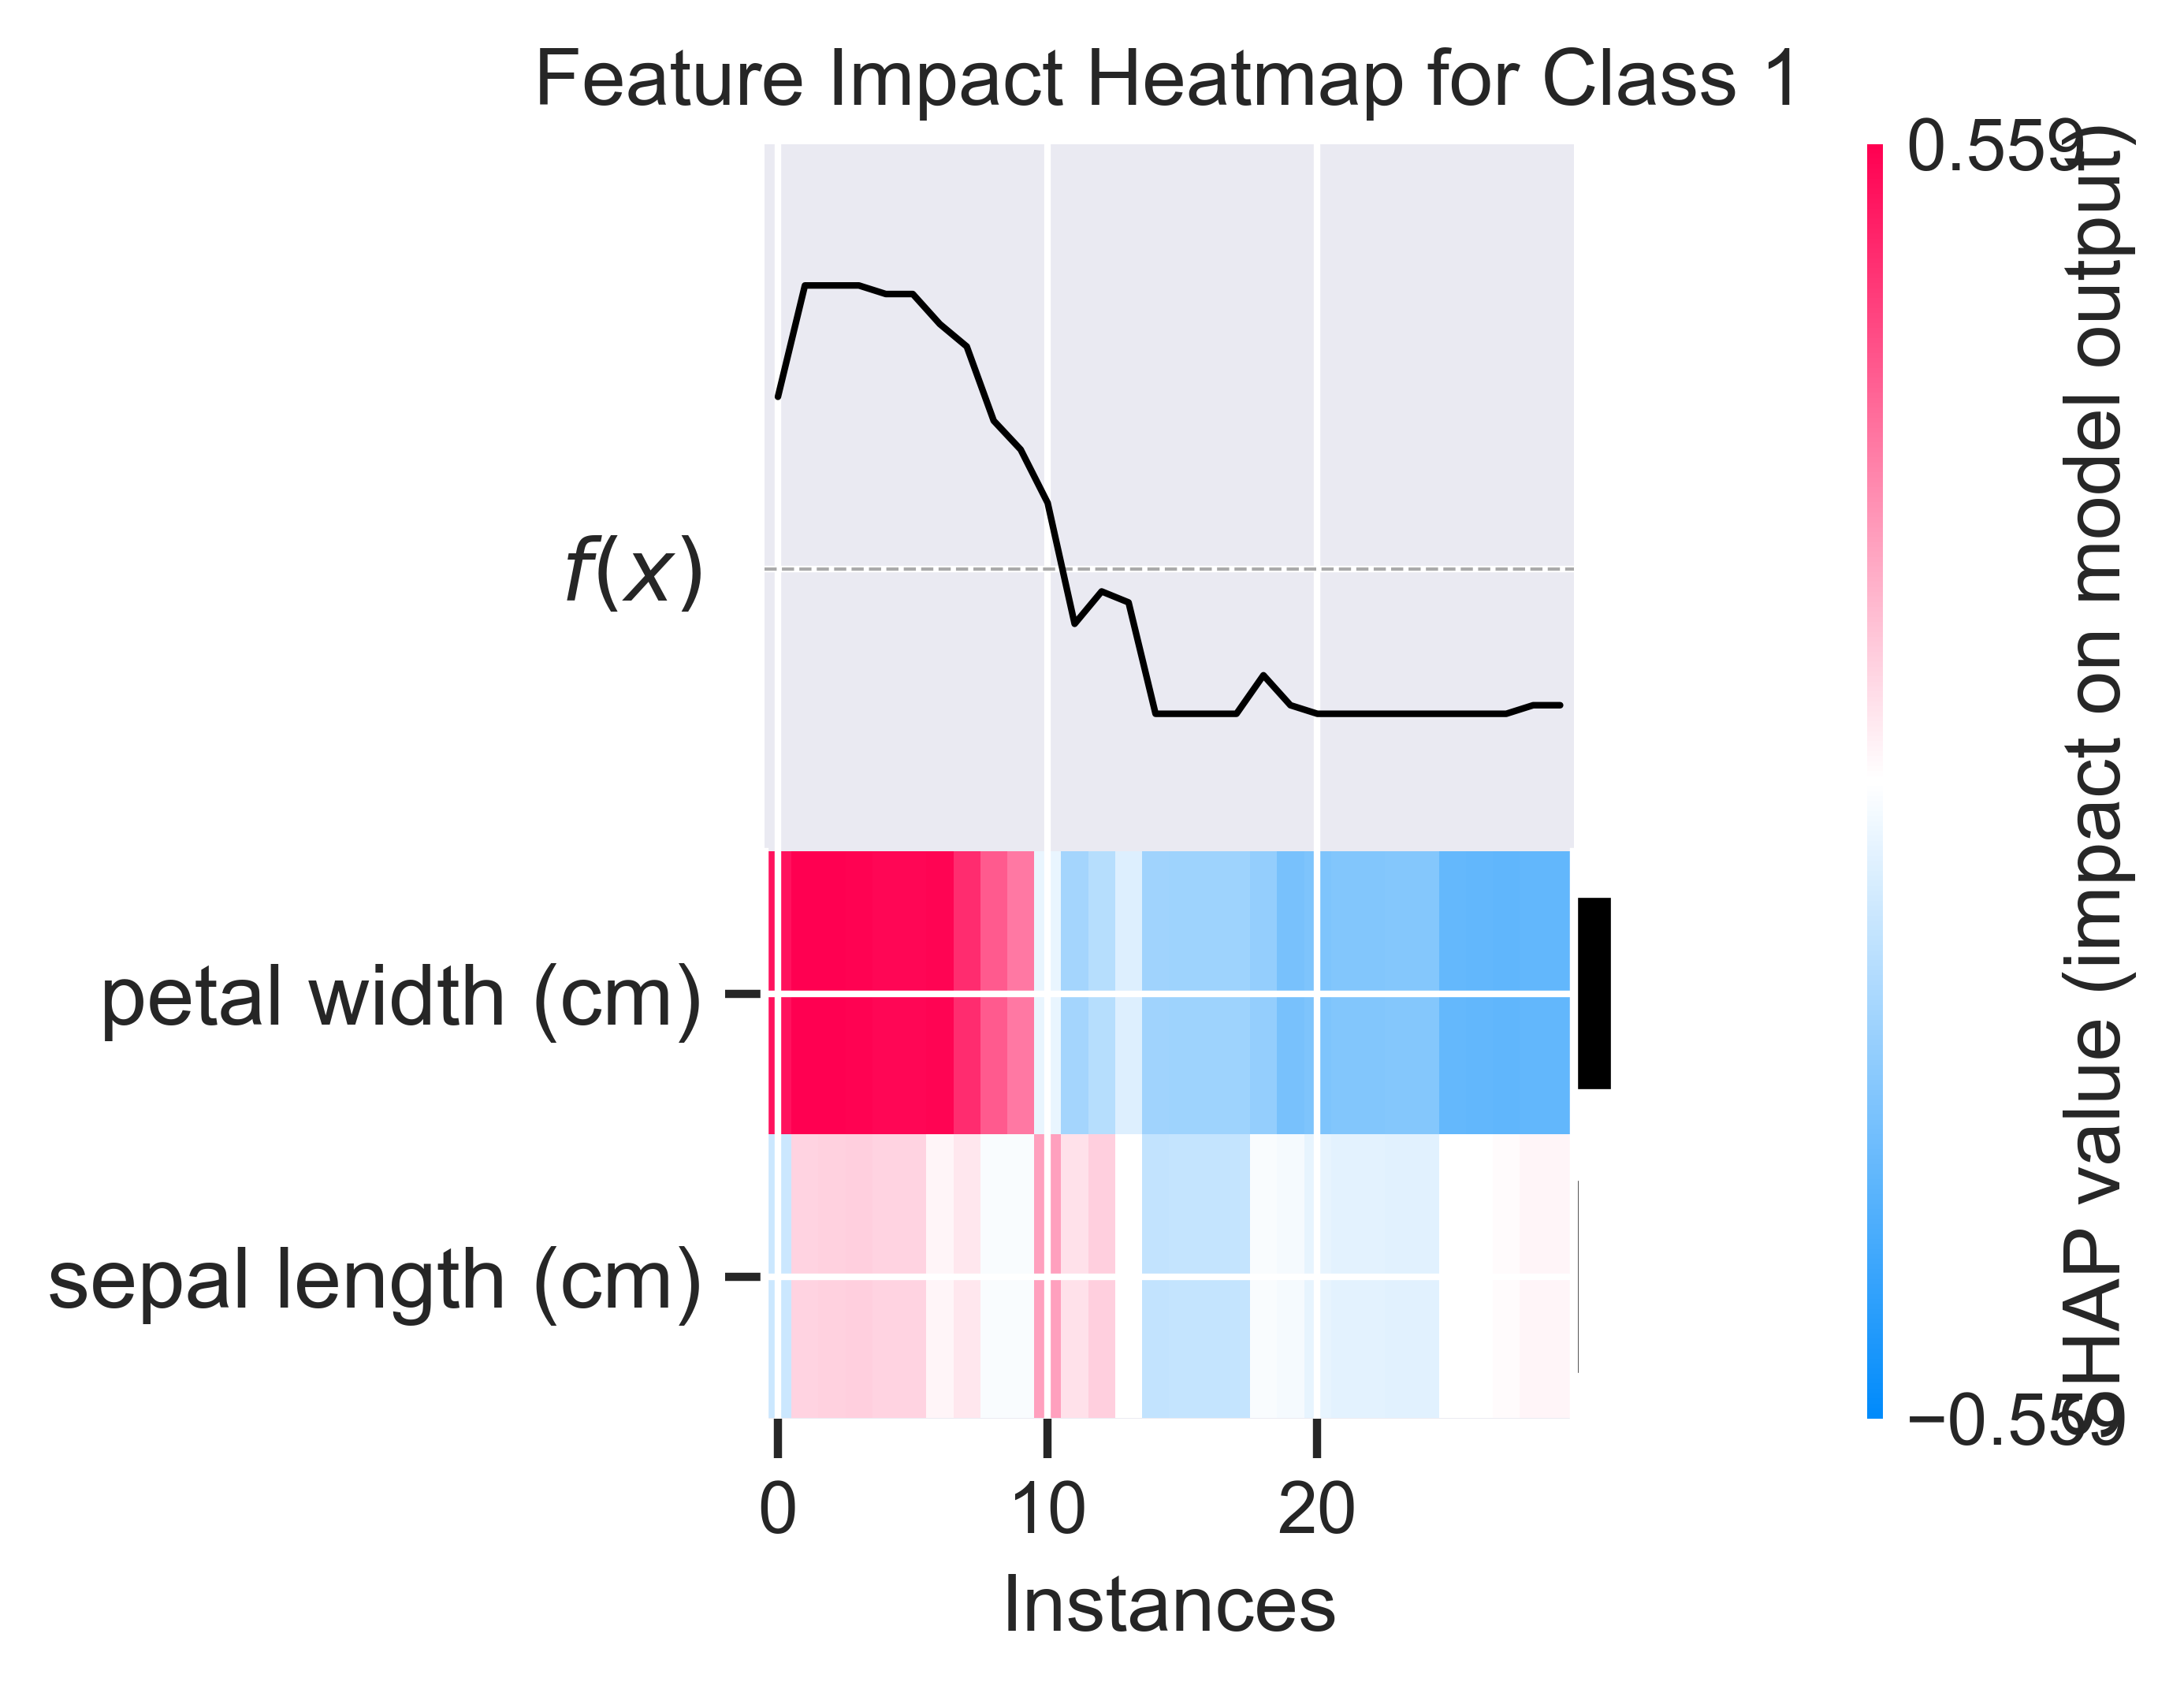 Feature Impact Heatmap for Class 1
0.559
f(x)
petal width (cm)
sepal length (cm)
−0.559
SHAP value (impact on model output)
0 10 20
Instances